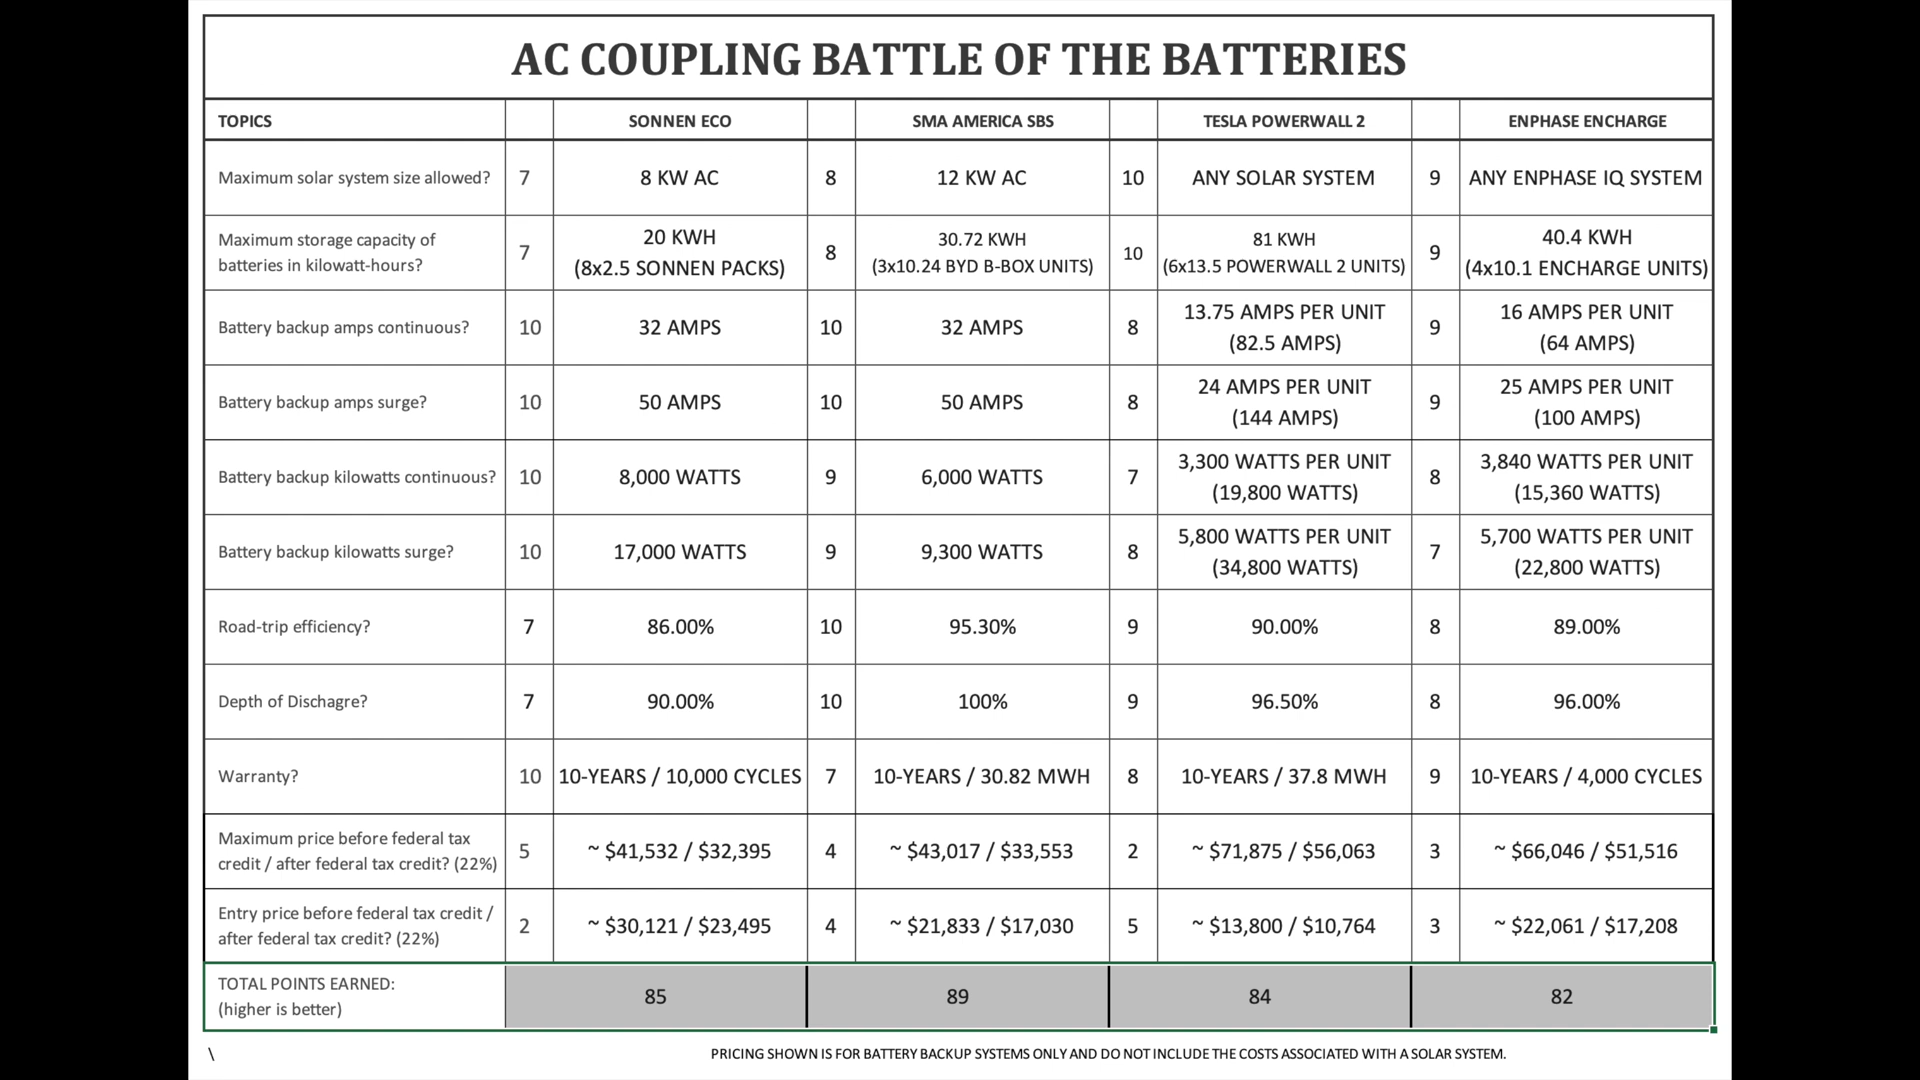 AC COUPLING BATTLE OF THE BATTERIES
TOPICS SONNEN ECO SMA AMERICA SBS TESLA POWERWALL 2 ENPHASE ENCHARGE
Maximum solar system size allowed? 7 8 KW AC 8 12 KW AC 10 ANY SOLAR SYSTEM 9 ANY ENPHASE IQ SYSTEM
Maximum storage capacity of
batteries in kilowatt-hours?
7
20 KWH
(8x2.5 SONNEN PACKS)
8
30.72 KWH
(3x10.24 BYD B-BOX UNITS)
10
81 KWH
(6x13.5 POWERWALL 2 UNITS)
9
40.4 KWH
(4x10.1 ENCHARGE UNITS)
Battery backup amps continuous? 10 32 AMPS 10 32 AMPS 8
13.75 AMPS PER UNIT
(82.5 AMPS)
9
16 AMPS PER UNIT
(64 AMPS)
Battery backup amps surge? 10 50 AMPS 10 50 AMPS 8
24 AMPS PER UNIT
(144 AMPS)
9
25 AMPS PER UNIT
(100 AMPS)
Battery backup kilowatts continuous? 10 8,000 WATTS 9 6,000 WATTS 7
3,300 WATTS PER UNIT
(19,800 WATTS)
8
3,840 WATTS PER UNIT
(15,360 WATTS)
Battery backup kilowatts surge? 10 17,000 WATTS 9 9,300 WATTS 8
5,800 WATTS PER UNIT
(34,800 WATTS)
7
5,700 WATTS PER UNIT
(22,800 WATTS)
Road-trip efficiency? 7 86.00% 10 95.30% 9 90.00% 8 89.00%
Depth of Dischagre? 7 90.00% 10 100% 9 96.50% 8 96.00%
Warranty? 10 10-YEARS / 10,000 CYCLES 7 10-YEARS / 30.82 MWH 8 10-YEARS / 37.8 MWH 9 10-YEARS / 4,000 CYCLES
Maximum price before federal tax
credit / after federal tax credit? (22%)
5 ~ $41,532 / $32,395 4 ~ $43,017 / $33,553 2 ~ $71,875 / $56,063 3 ~ $66,046 / $51,516
Entry price before federal tax credit /
after federal tax credit? (22%)
2 ~ $30,121 / $23,495 4 ~ $21,833 / $17,030 5 ~ $13,800 / $10,764 3 ~ $22,061 / $17,208
TOTAL POINTS EARNED:
(higher is better)
85 89 84 82
\ PRICING SHOWN IS FOR BATTERY BACKUP SYSTEMS ONLY AND DO NOT INCLUDE THE COSTS ASSOCIATED WITH A SOLAR SYSTEM.